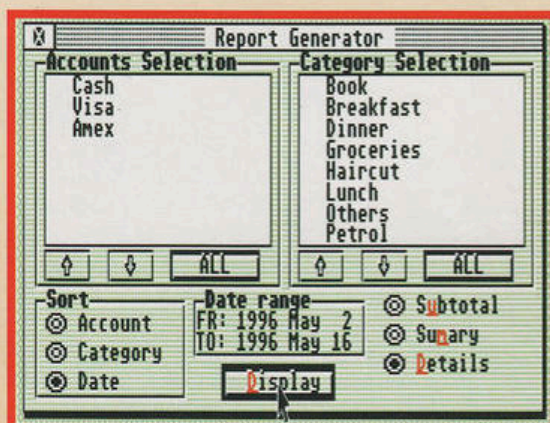 Report Generator
Accounts Selection
Cash
Visa
Amex
ALL
Category Selection
Book
Breakfast
Dinner
Groceries
Haircut
Lunch
Others
Petrol
ALL
Sort
Account
Category
Date
Date range
FR: 1996 May 2
TO: 1996 May 16
Subtotal
Sumary
Details
Display